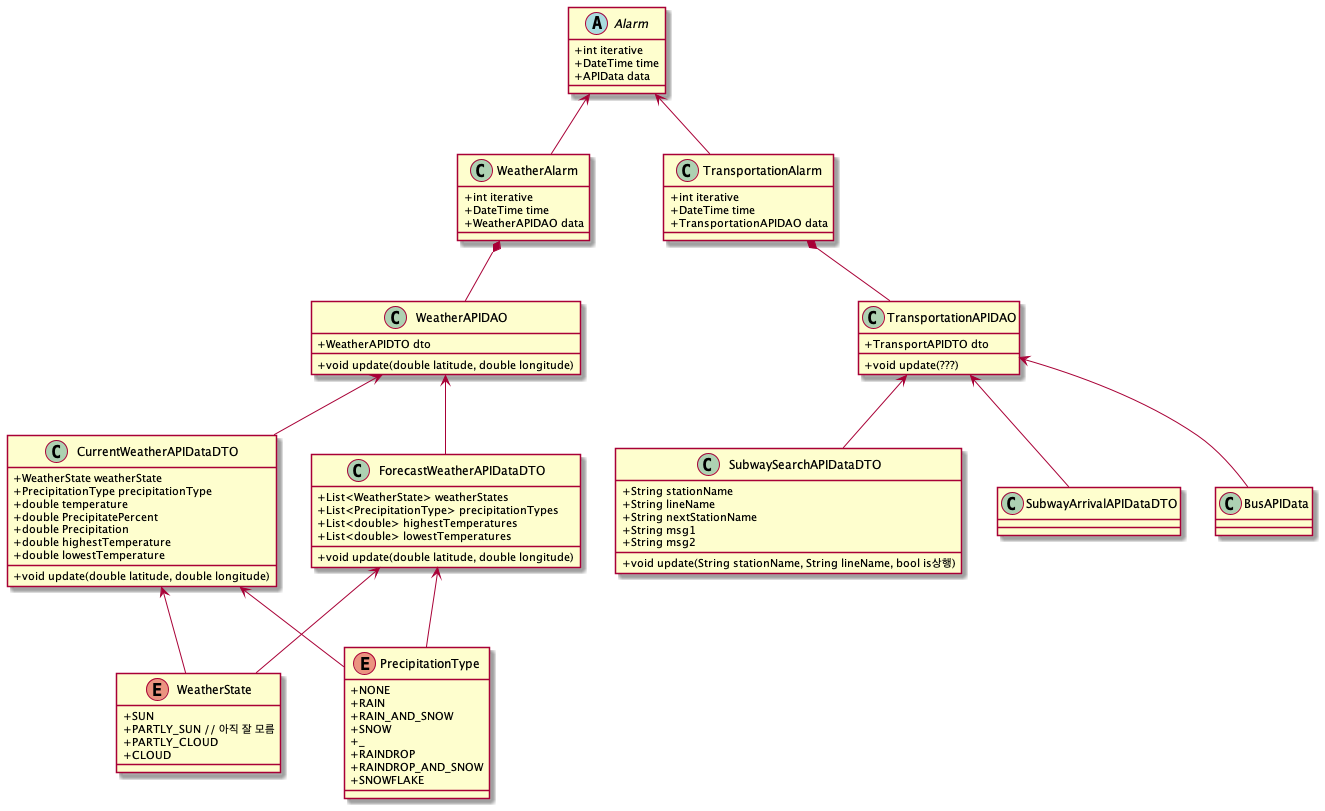 A Alarm
+int iterative
+DateTime time
+APIData data
C WeatherAlarm
+int iterative
+DateTime time
+WeatherAPIDAO data
C TransportationAlarm
+int iterative
+DateTime time
+TransportationAPIDAO data
C WeatherAPIDAO
+WeatherAPIDTO dto
+void update(double latitude, double longitude)
C TransportationAPIDAO
+TransportAPIDTO dto
+void update(???)
C CurrentWeatherAPIDataDTO
+WeatherState weatherState
+PrecipitationType precipitationType
+double temperature
+double PrecipitatePercent
+double Precipitation
+double highestTemperature
+double lowestTemperature
+void update(double latitude, double longitude)
C ForecastWeatherAPIDataDTO
+List<WeatherState> weatherStates
+List<PrecipitationType> precipitationTypes
+List<double> highestTemperatures
+List<double> lowestTemperatures
+void update(double latitude, double longitude)
C SubwaySearchAPIDataDTO
+String stationName
+String lineName
+String nextStationName
+String msg1
+String msg2
+void update(String stationName, String lineName, bool is상행)
C SubwayArrivalAPIDataDTO
C BusAPIData
E WeatherState
+SUN
+PARTLY_SUN // 아직 잘 모름
+PARTLY_CLOUD
+CLOUD
E PrecipitationType
+NONE
+RAIN
+RAIN_AND_SNOW
+SNOW
+_
+RAINDROP
+RAINDROP_AND_SNOW
+SNOWFLAKE